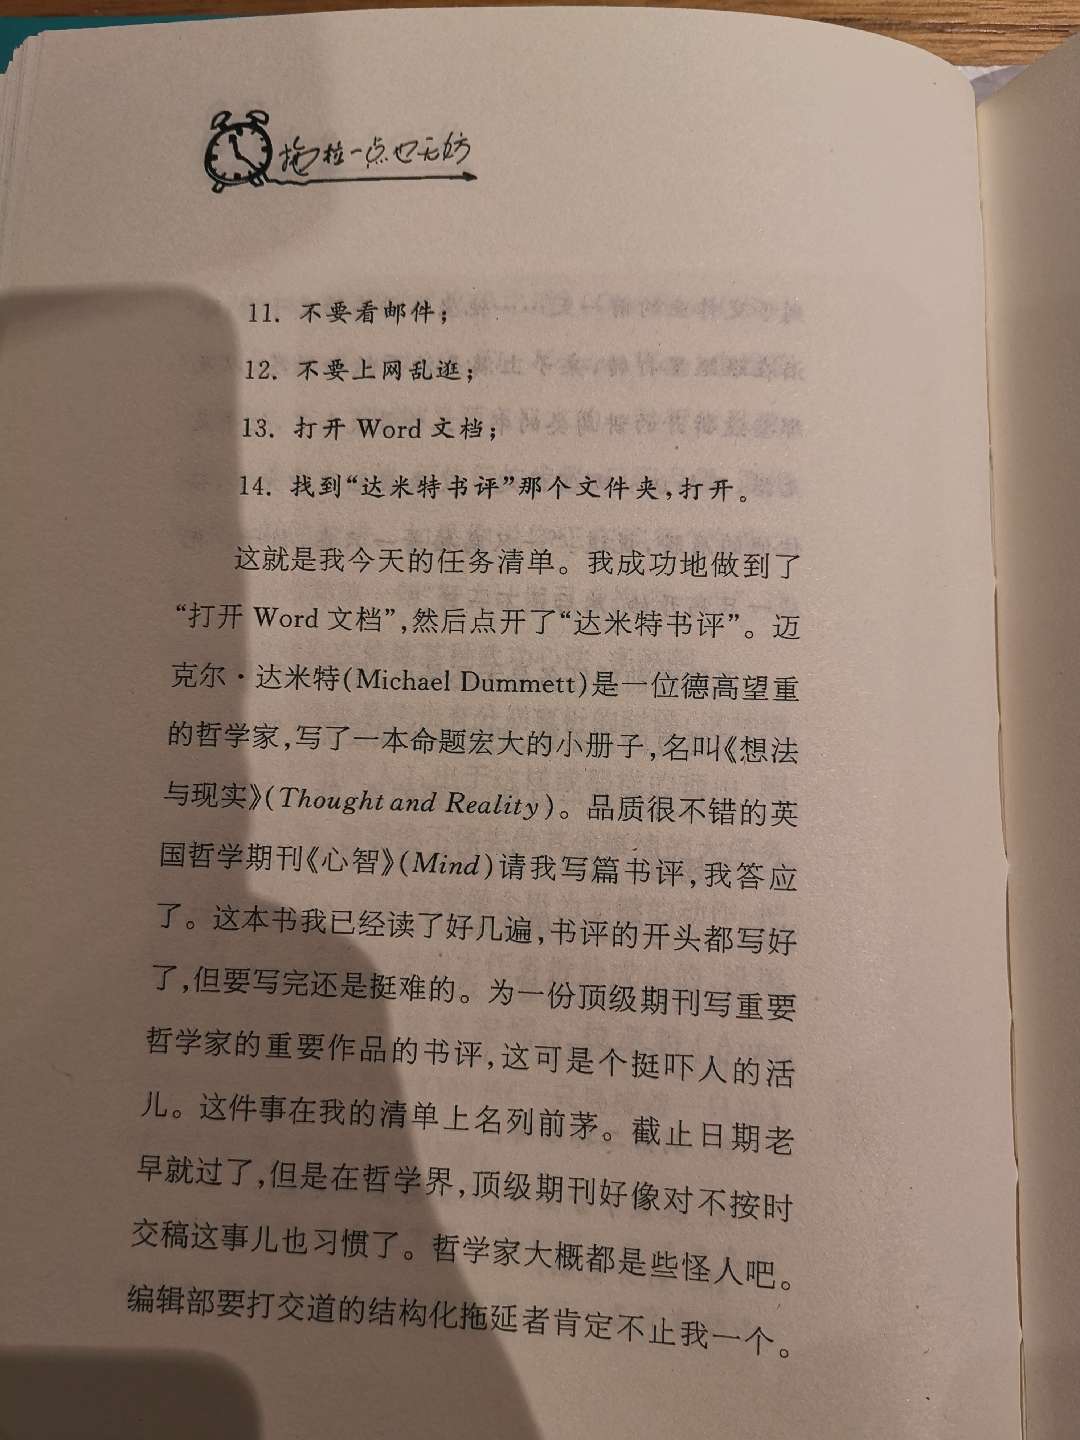 拖拉一点也无妨
11. 不要看邮件；
12. 不要上网乱逛；
13. 打开 Word 文档；
14. 找到“达米特书评”那个文件夹，打开。
这就是我今天的任务清单。我成功地做到了
“打开 Word 文档”，然后点开了“达米特书评”。迈
克尔·达米特(Michael Dummett)是一位德高望重
的哲学家，写了一本命题宏大的小册子，名叫《想法
与现实》(Thought and Reality)。品质很不错的英
国哲学期刊《心智》(Mind)请我写篇书评，我答应
了。这本书我已经读了好几遍，书评的开头都写好
了，但要写完还是挺难的。为一份顶级期刊写重要
哲学家的重要作品的书评，这可是个挺吓人的活
儿。这件事在我的清单上名列前茅。截止日期老
早就过了，但是在哲学界，顶级期刊好像对不按时
交稿这事儿也习惯了。哲学家大概都是些怪人吧。
编辑部要打交道的结构化拖延者肯定不止我一个。